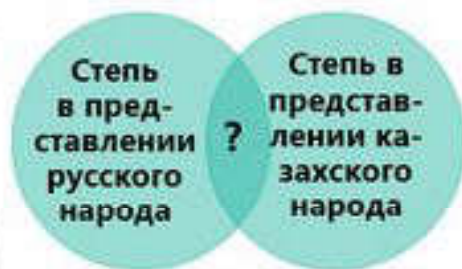 Степь
в пред-
ставлении
русского
народа
?
Степь в
представ-
лении ка-
захского
народа